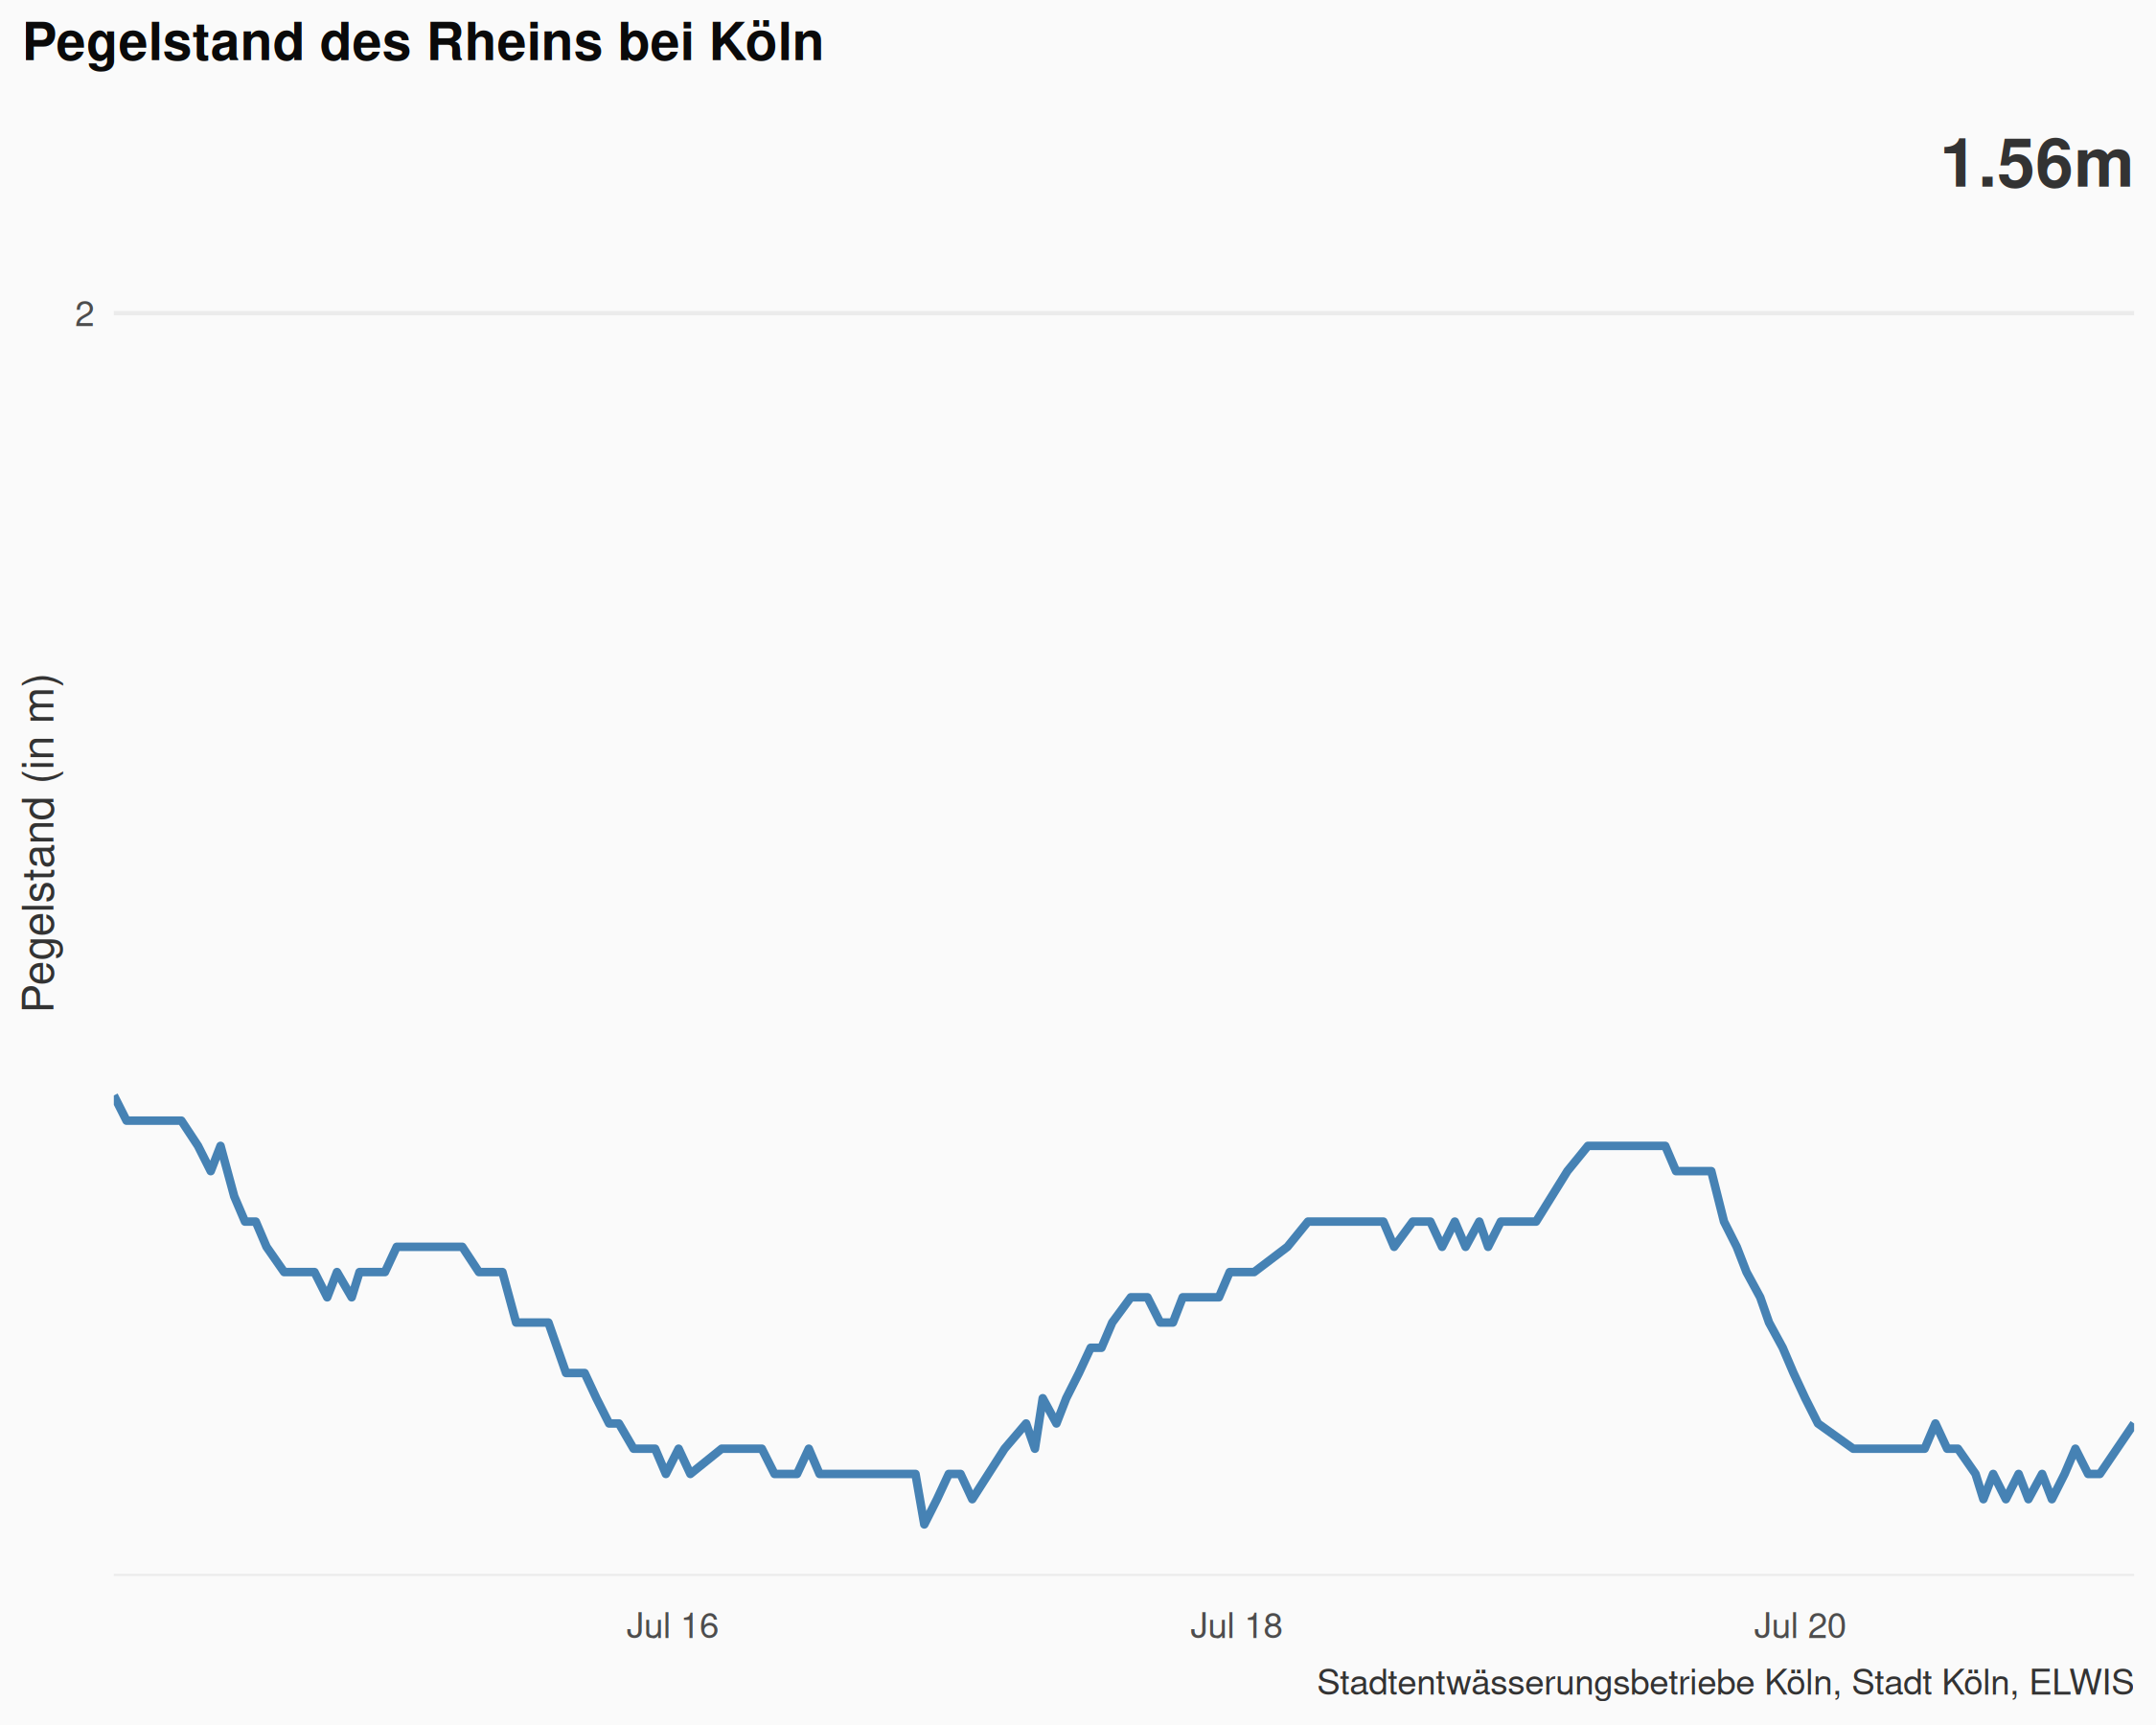 Pegelstand des Rheins bei Köln
1.56m
2
Pegelstand (in m)
Jul 16
Jul 18
Jul 20
Stadtentwässerungsbetriebe Köln, Stadt Köln, ELWIS